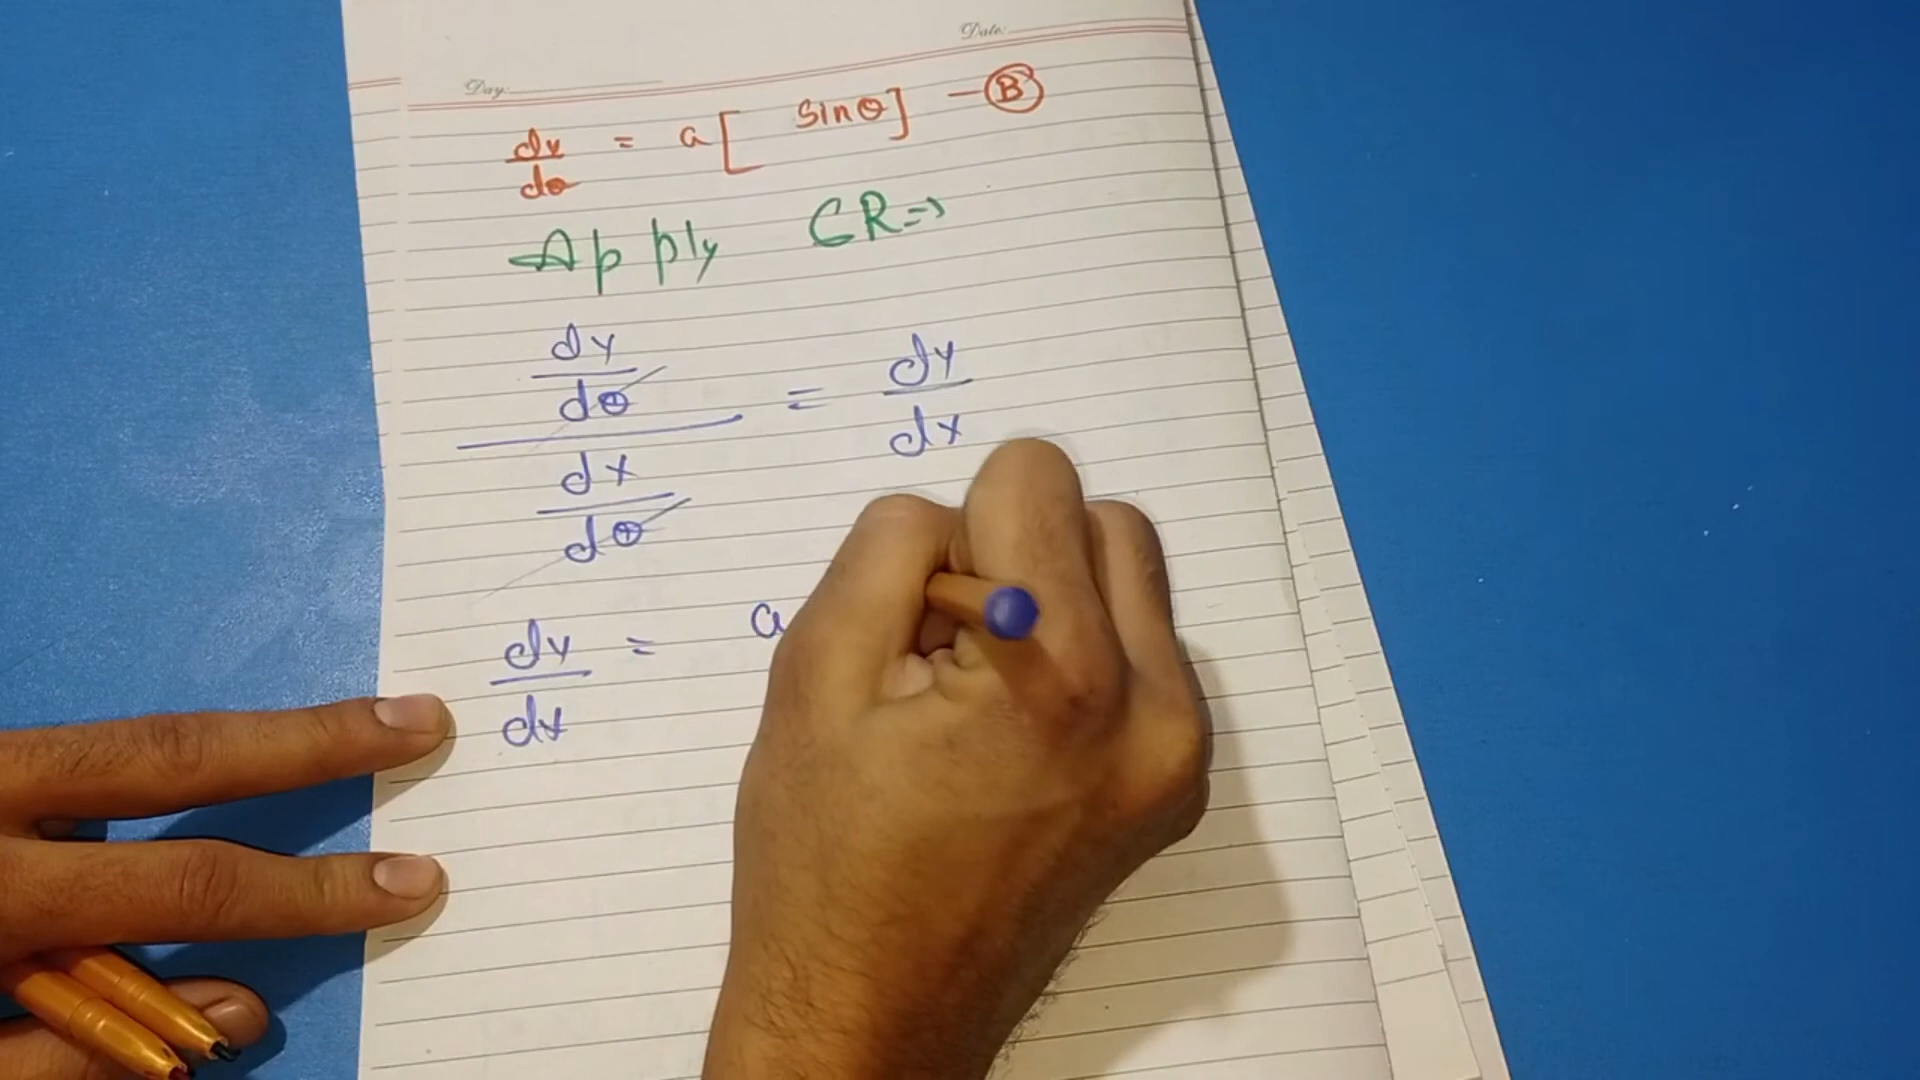 Date:
Day:
dy/dθ = a[ sinθ] - B
Apply CR⇒
dy/dθ / dx/dθ = dy/dx
dy/dx = a